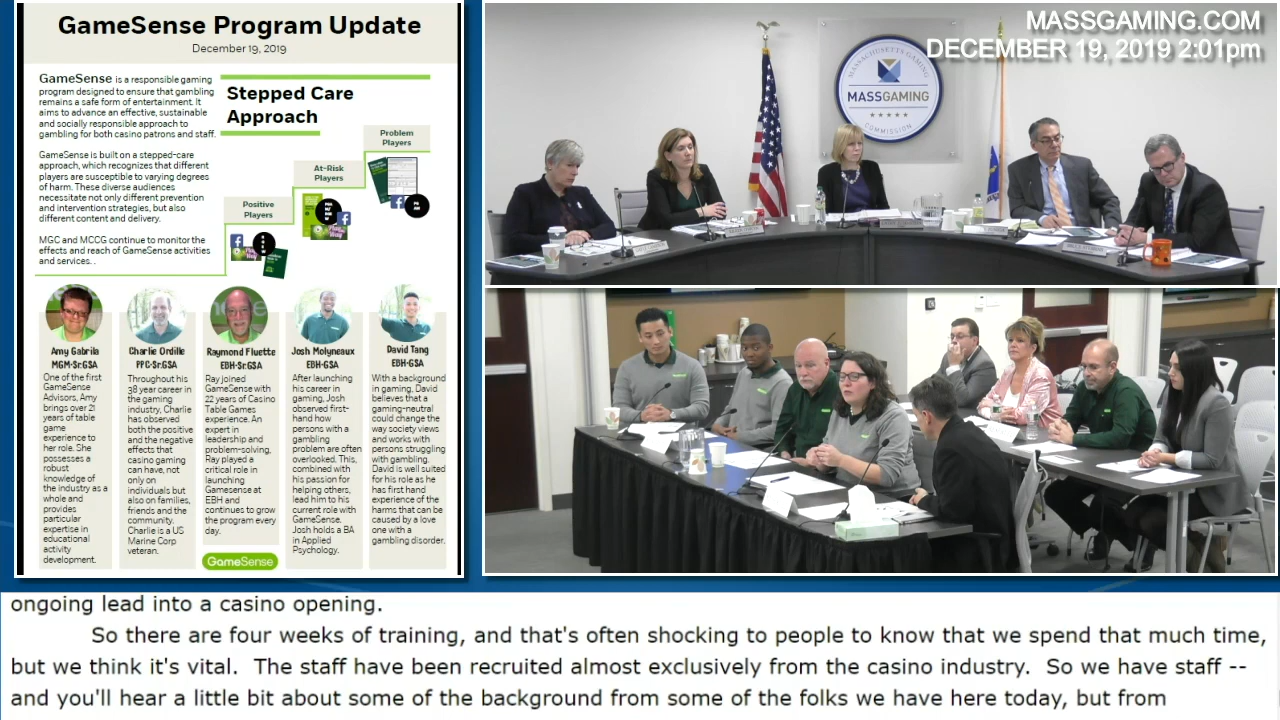 GameSense Program Update
December 19, 2019
GameSense is a responsible gaming
program designed to ensure that gambling
remains a safe form of entertainment. It
aims to advance an effective, sustainable
and socially responsible approach to
gambling for both casino patrons and staff.
GameSense is built on a stepped-care
approach, which recognizes that different
players are susceptible to varying degrees
of harm. These diverse audiences
necessitate not only different prevention
and intervention strategies, but also
different content and delivery.
MGC and MCCG continue to monitor the
effects and reach of GameSense activities
and services. .
Stepped Care
Approach
Problem
Players
At-Risk
Players
Positive
Players
Amy Gabrila
MGM-Sr.GSA
One of the first
GameSense
Advisors, Amy
brings over 21
years of table
game
experience to
her role. She
possesses a
robust
knowledge of
the industry as a
whole and
provides
particular
expertise in
educational
activity
development.
Charlie Ordille
PPC-Sr.GSA
Throughout his
38 year career in
the gaming
industry, Charlie
has observed
both the positive
and the negative
effects that
casino gaming
can have, not
only on
individuals but
also on families,
friends and the
community.
Charlie is a US
Marine Corp
veteran.
Raymond Fluette
EBH-Sr.GSA
Ray joined
GameSense with
22 years of Casino
Table Games
experience. An
expert in
leadership and
problem-solving,
Ray played a
critical role in
launching
Gamesense at
EBH and
continues to grow
the program every
day.
GameSense
Josh Molyneaux
EBH-GSA
After launching
his career in
gaming, Josh
observed first-
hand how
persons with a
gambling
problem are often
overlooked. This,
combined with
his passion for
helping others,
lead him to his
current role with
GameSense.
Josh holds a BA
in Applied
Psychology.
David Tang
EBH-GSA
With a background
in gaming, David
believes that a
gaming-neutral
could change the
way society views
and works with
persons struggling
with gambling.
David is well suited
for his role as he
has first hand
experience of the
harms that can be
caused by a love
one with a
gambling disorder.
MASSGAMING.COM
DECEMBER 19, 2019 2:01pm
MASSACHUSETTS GAMING
MASSGAMING
COMMISSION
ongoing lead into a casino opening.
So there are four weeks of training, and that's often shocking to people to know that we spend that much time,
but we think it's vital. The staff have been recruited almost exclusively from the casino industry. So we have staff --
and you'll hear a little bit about some of the background from some of the folks we have here today, but from